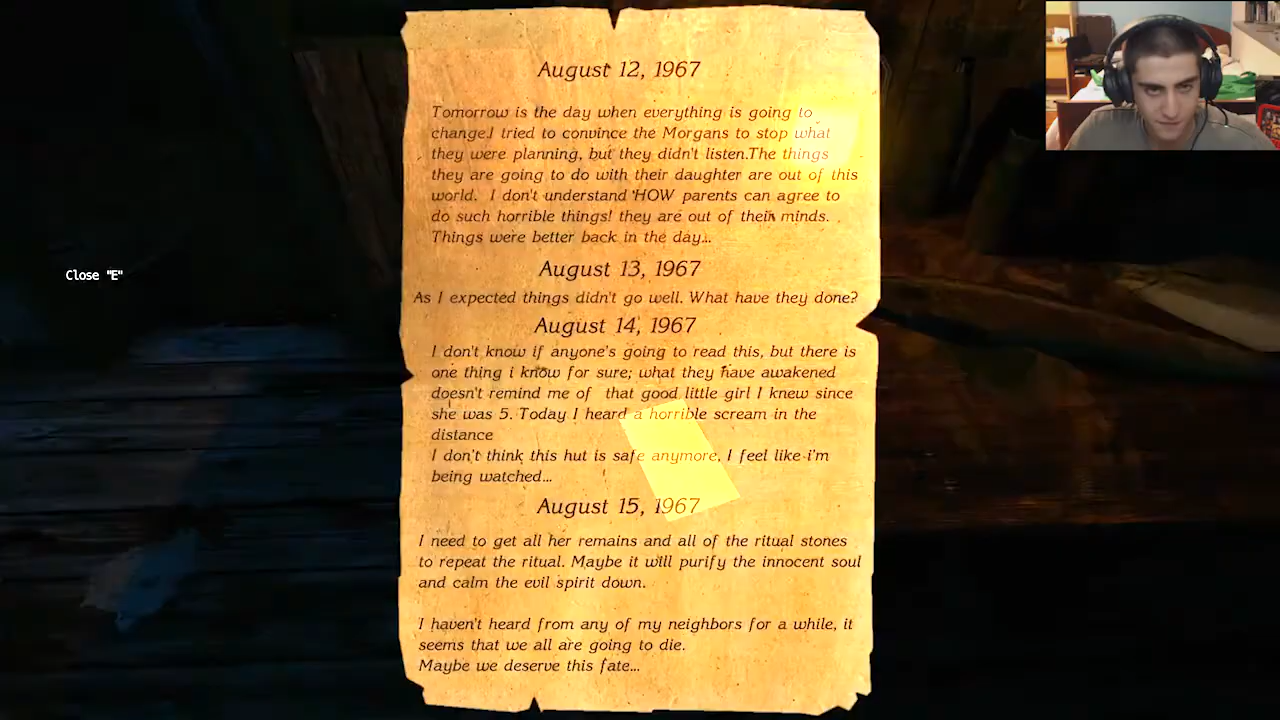 August 12, 1967
Tomorrow is the day when everything is going to
change.I tried to convince the Morgans to stop what
they were planning, but they didn't listen.The things
they are going to do with their daughter are out of this
world. I don't understand HOW parents can agree to
do such horrible things! they are out of their minds.
Things were better back in the day...
August 13, 1967
As I expected things didn't go well. What have they done?
August 14, 1967
I don't know if anyone's going to read this, but there is
one thing i know for sure; what they have awakened
doesn't remind me of that good little girl I knew since
she was 5. Today I heard a horrible scream in the
distance
I don't think this hut is safe anymore, I feel like i'm
being watched...
August 15, 1967
I need to get all her remains and all of the ritual stones
to repeat the ritual. Maybe it will purify the innocent soul
and calm the evil spirit down.
I haven't heard from any of my neighbors for a while, it
seems that we all are going to die.
Maybe we deserve this fate...
Close "E"